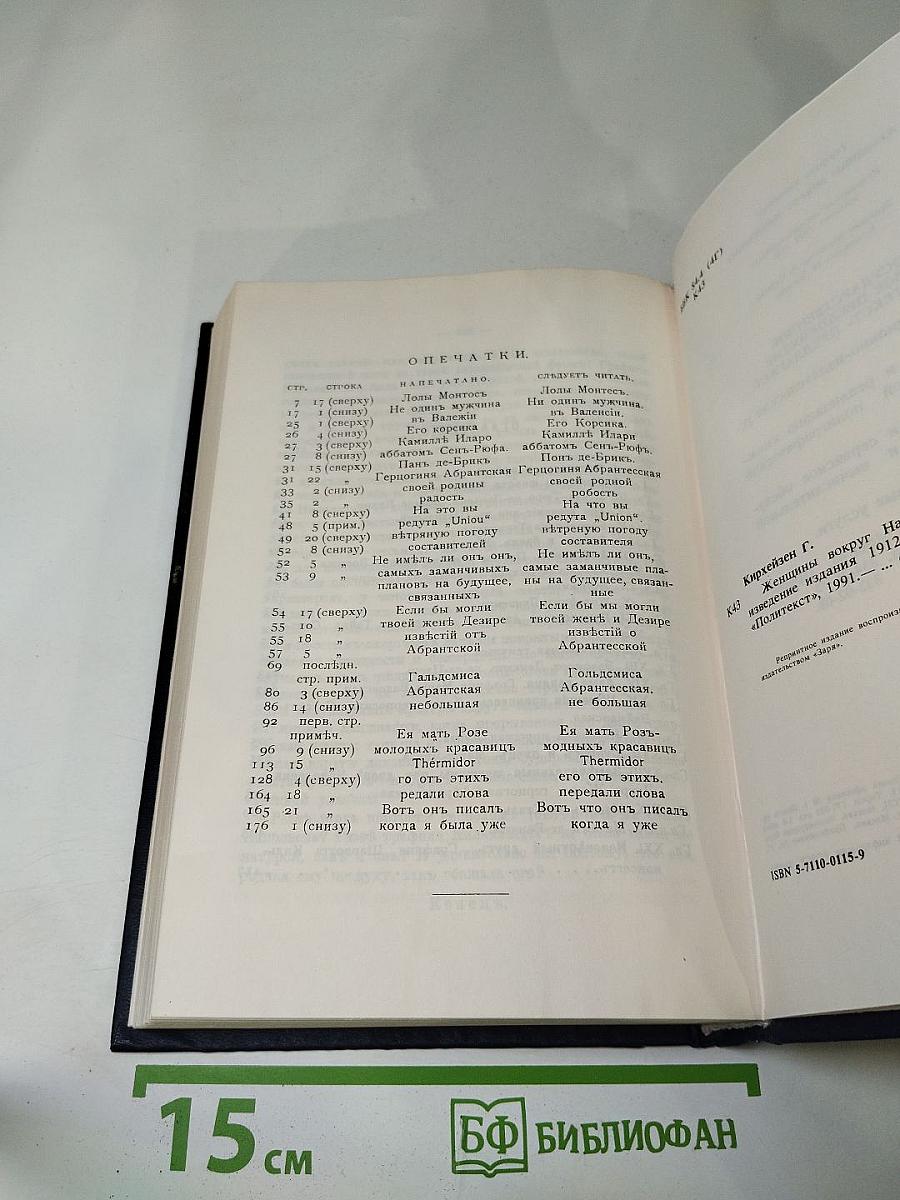 ОПЕЧАТКИ.
СТР. СТРОКА НАПЕЧАТАНО. СЛѢДУЕТЪ ЧИТАТЬ.
7 17 (сверху) Лолы Монтосъ Лолы Монтесъ.
17 1 (снизу) Не одинъ мужчина Ни одинъ мужчина.
25 1 (сверху) въ Валежіи въ Валенсіи.
26 4 (снизу) Его корсика Его Корсика.
27 3 (сверху) Камиллѣ Иларо Камиллѣ Илари
27 8 (снизу) аббатомъ Сенъ-Рюфа. аббатомъ Сенъ-Рюфъ.
31 15 (сверху) Панъ де-Брикъ Понъ де-Брикъ.
31 22 „ Герцогиня Абрантская Герцогиня Абрантесская
33 2 (снизу) своей родины своей родной
35 2 „ радость робость
41 8 (сверху) На это вы На что вы
48 5 (прим.) редута „Uniou“ редута „Union“.
49 20 (сверху) вѣтряную погоду вѣтреную погоду
52 8 (снизу) составителей составителя
52 5 „ Не имѣлъ ли онъ онъ, Не имѣлъ ли онъ,
53 9 „ самыхъ заманчивыхъ самые заманчивые пла-
плановъ на будущее, ны на будущее, связан-
связанныхъ ные
54 17 (сверху) Если бы могли Если бы мы могли
55 10 „ твоей женѣ Дезире твоей женѣ и Дезире
55 18 „ извѣстій отъ извѣстій о
57 5 „ Абрантской Абрантесской
69 послѣдн.
стр. прим. Гальдсмиса Гольдсмиса
80 3 (сверху) Абрантская Абрантесская.
86 14 (снизу) небольшая не большая
92 перв. стр.
примѣч. Ея мать Розе Ея мать Розъ-
96 9 (снизу) молодыхъ красавицъ модныхъ красавицъ
113 15 „ Thérmidor Thermidor
128 4 (сверху) го отъ этихъ его отъ этихъ.
164 18 „ редали слова передали слова
165 21 „ Вотъ онъ писалъ Вотъ что онъ писалъ
176 1 (снизу) когда я была уже когда я уже
ББК 84.4 (4Г)
К43
Кирхейзен Г.
К43 Женщины вокруг На
изведение издания 1912
«Политекст», 1991.— ...
Репринтное издание воспроиз
издательством «Заря».
ISBN 5-7110-0115-9
15 см
БФ БИБЛИОФАН